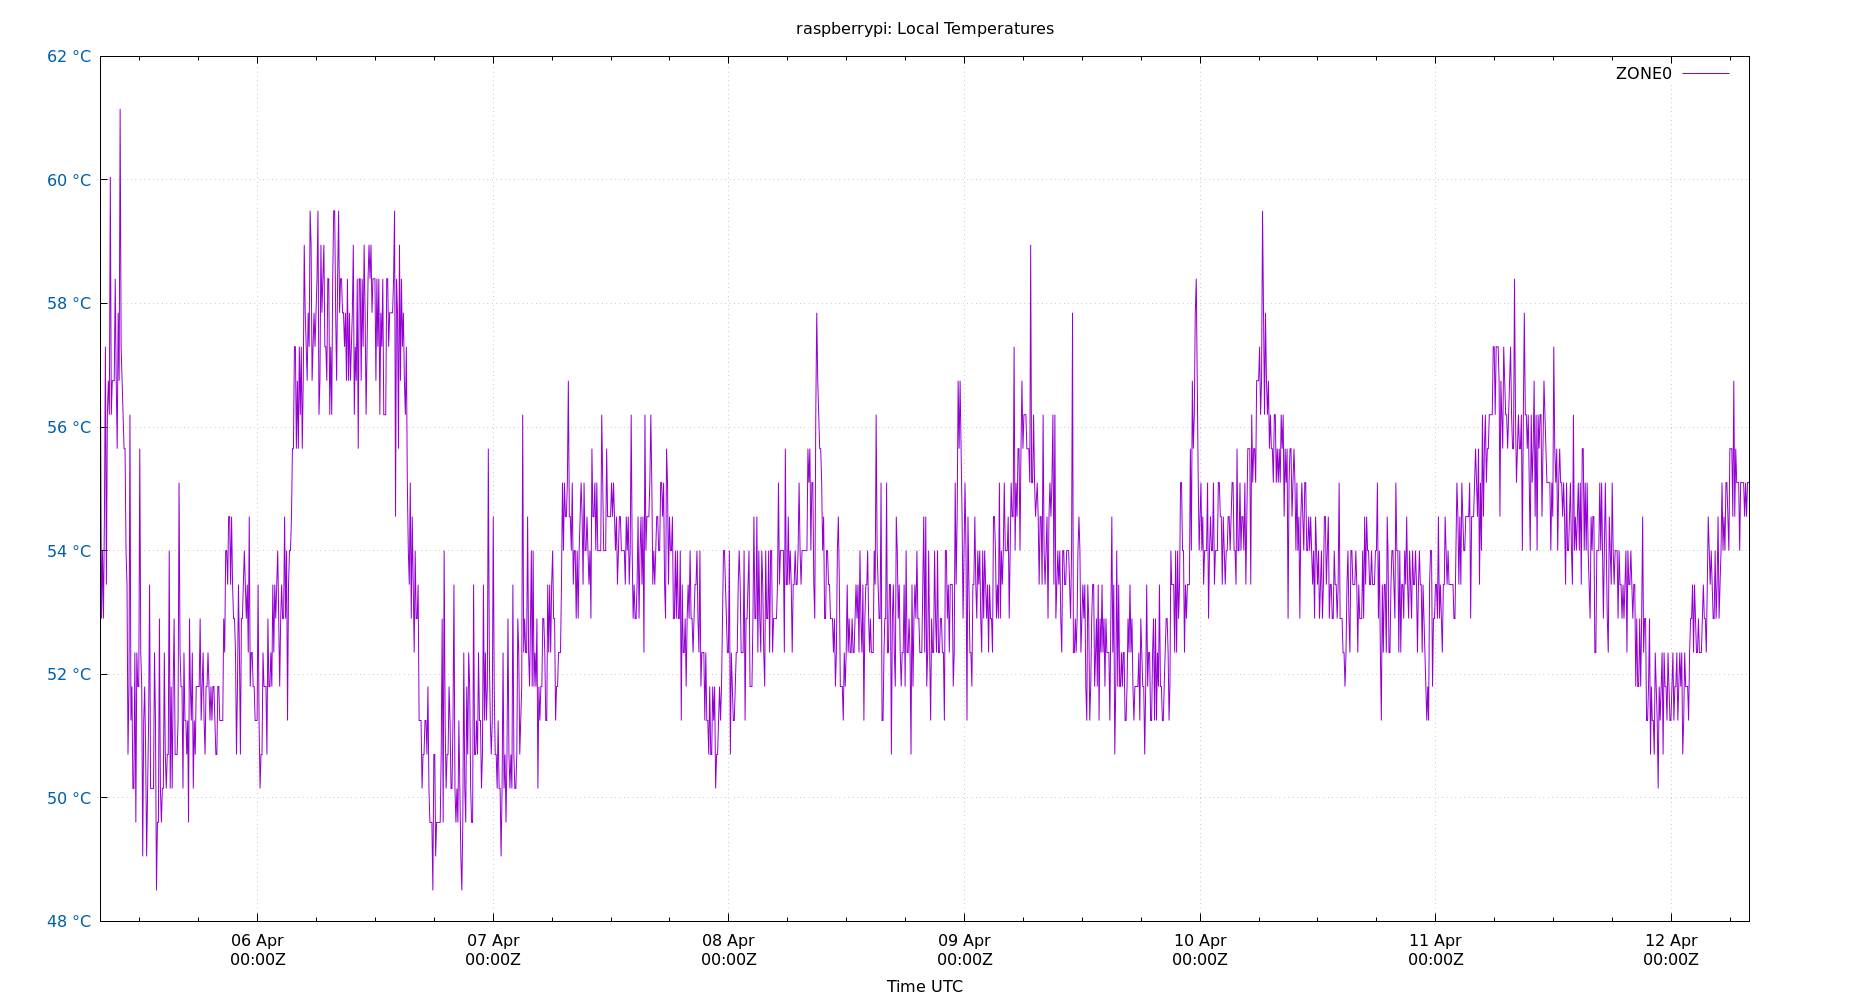 raspberrypi: Local Temperatures
62 °C
ZONE0
60 °C
58 °C
56 °C
54 °C
52 °C
50 °C
48 °C
06 Apr 07 Apr 08 Apr 09 Apr 10 Apr 11 Apr 12 Apr
00:00Z 00:00Z 00:00Z 00:00Z 00:00Z 00:00Z 00:00Z
Time UTC